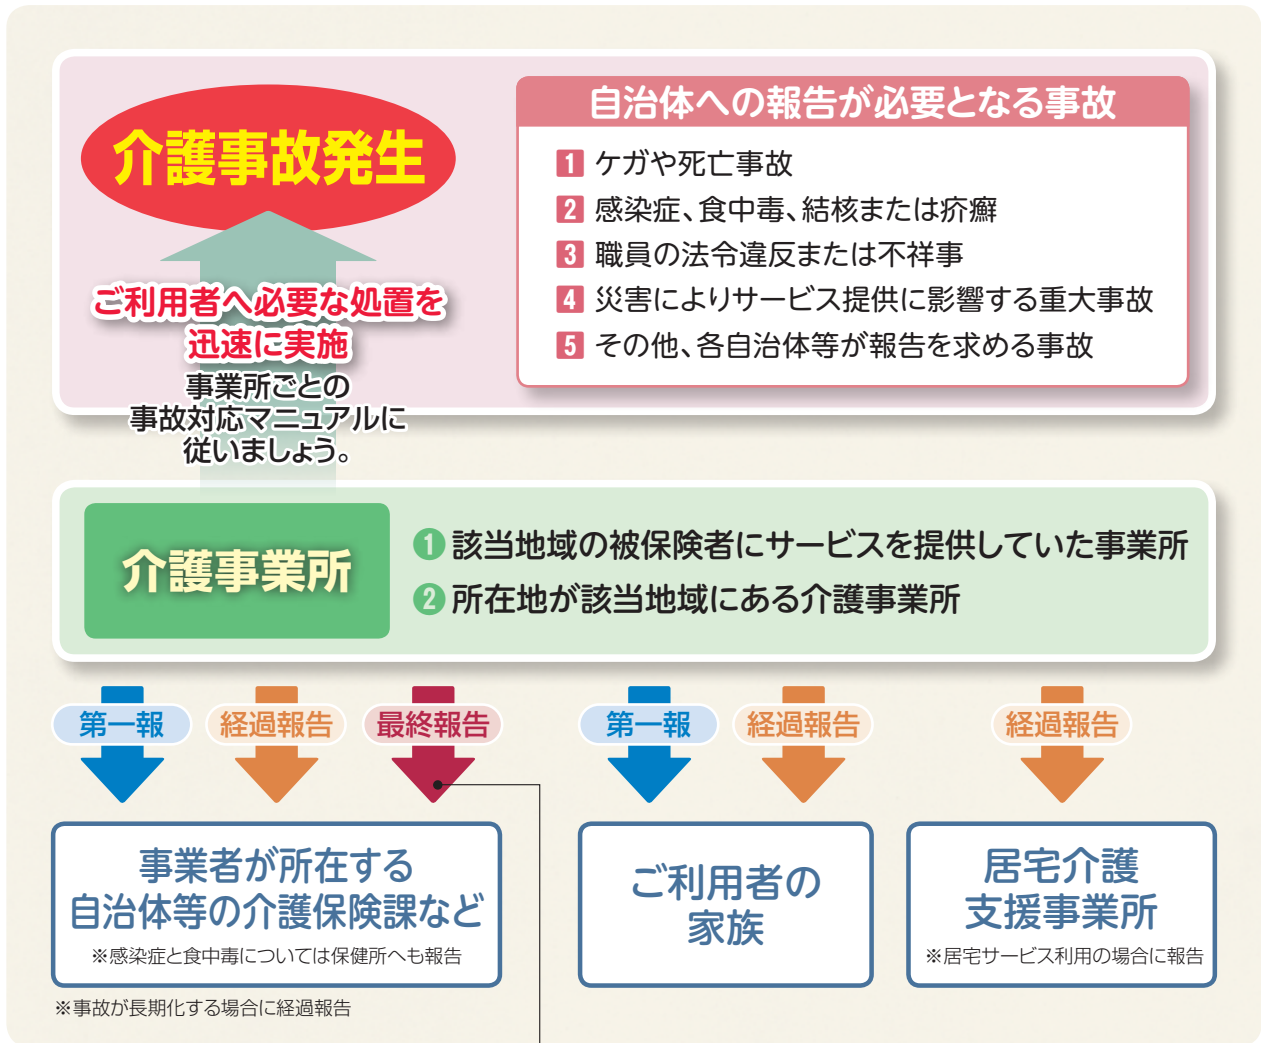 介護事故発生
ご利用者へ必要な処置を
迅速に実施
事業所ごとの
事故対応マニュアルに
従いましょう。
自治体への報告が必要となる事故
1 ケガや死亡事故
2 感染症、食中毒、結核または疥癬
3 職員の法令違反または不祥事
4 災害によりサービス提供に影響する重大事故
5 その他、各自治体等が報告を求める事故
介護事業所
❶該当地域の被保険者にサービスを提供していた事業所
❷所在地が該当地域にある介護事業所
第一報
経過報告
最終報告
第一報
経過報告
経過報告
事業者が所在する
自治体等の介護保険課など
※感染症と食中毒については保健所へも報告
ご利用者の
家族
居宅介護
支援事業所
※居宅サービス利用の場合に報告
※事故が長期化する場合に経過報告